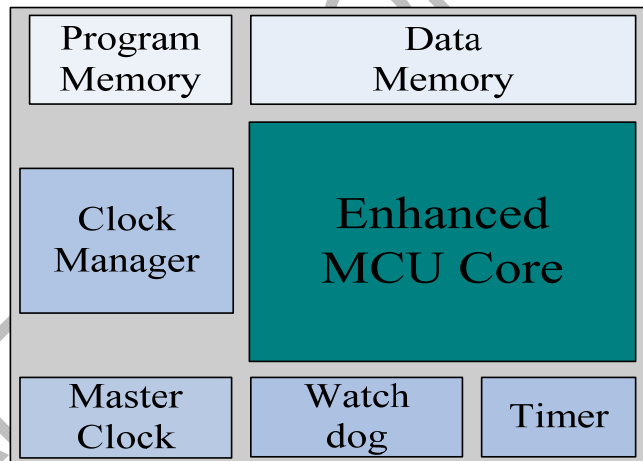 Program
Memory
Data
Memory
Clock
Manager
Enhanced
MCU Core
Master
Clock
Watch
dog
Timer